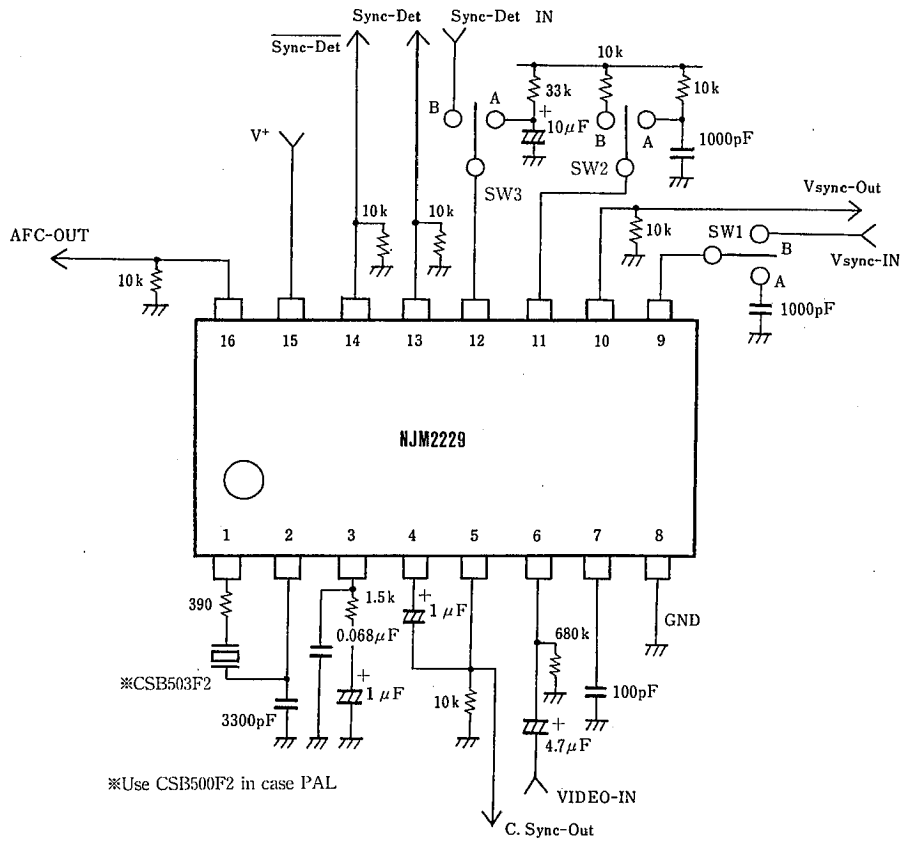 Sync-Det
Sync-Det
Sync-Det IN
V+
10k
33k
10k
B
A
+
10μF
B
A
1000pF
SW3
SW2
Vsync-Out
10k
10k
10k
SW1
B
Vsync-IN
A
1000pF
AFC-OUT
10k
16 15 14 13 12 11 10 9
NJM2229
1 2 3 4 5 6 7 8
390
1.5k
0.068μF
+
1μF
+
1μF
680k
GND
※CSB503F2
3300pF
10k
100pF
+
4.7μF
※Use CSB500F2 in case PAL
VIDEO-IN
C. Sync-Out